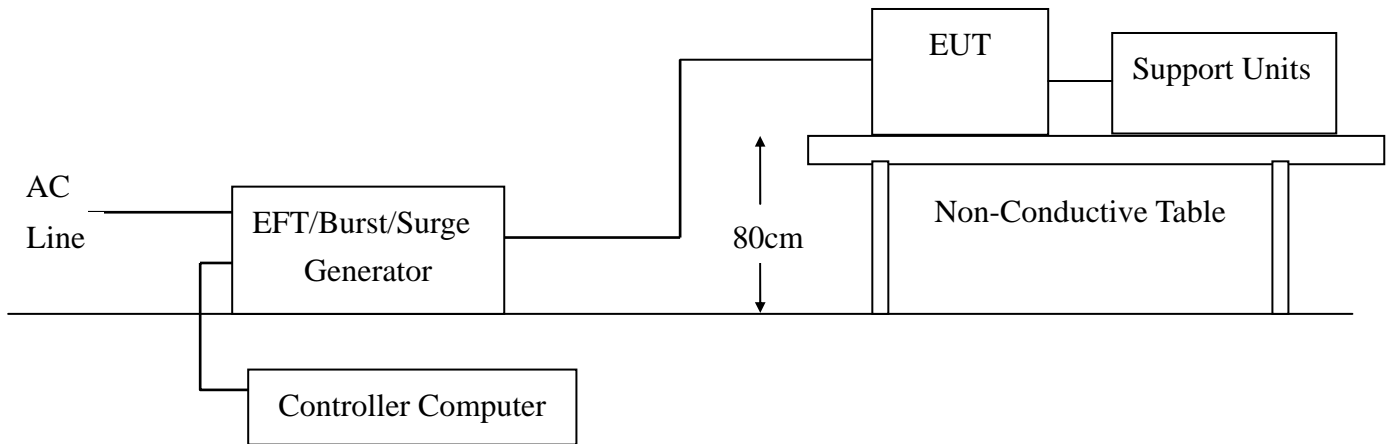 EUT
Support Units
AC
Line
EFT/Burst/Surge
Generator
80cm
Non-Conductive Table
Controller Computer